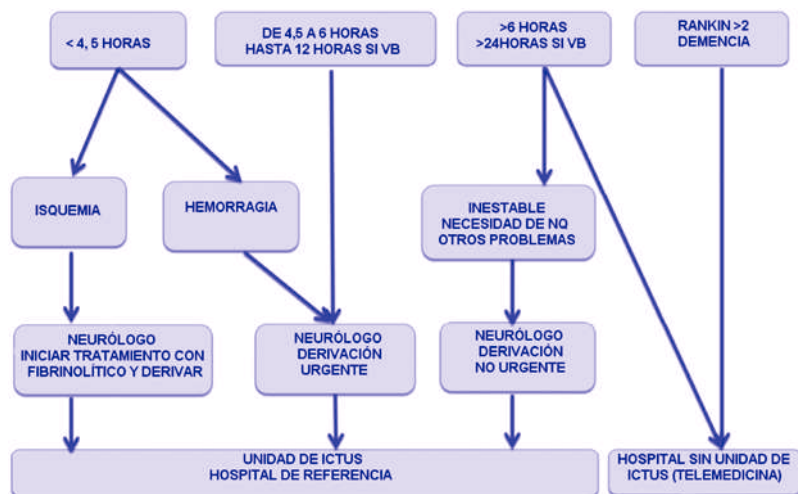 < 4, 5 HORAS
DE 4,5 A 6 HORAS
HASTA 12 HORAS SI VB
>6 HORAS
>24HORAS SI VB
RANKIN >2
DEMENCIA
ISQUEMIA
HEMORRAGIA
INESTABLE
NECESIDAD DE NQ
OTROS PROBLEMAS
NEURÓLOGO
INICIAR TRATAMIENTO CON
FIBRINOLÍTICO Y DERIVAR
NEURÓLOGO
DERIVACIÓN
URGENTE
NEURÓLOGO
DERIVACIÓN
NO URGENTE
UNIDAD DE ICTUS
HOSPITAL DE REFERENCIA
HOSPITAL SIN UNIDAD DE
ICTUS (TELEMEDICINA)